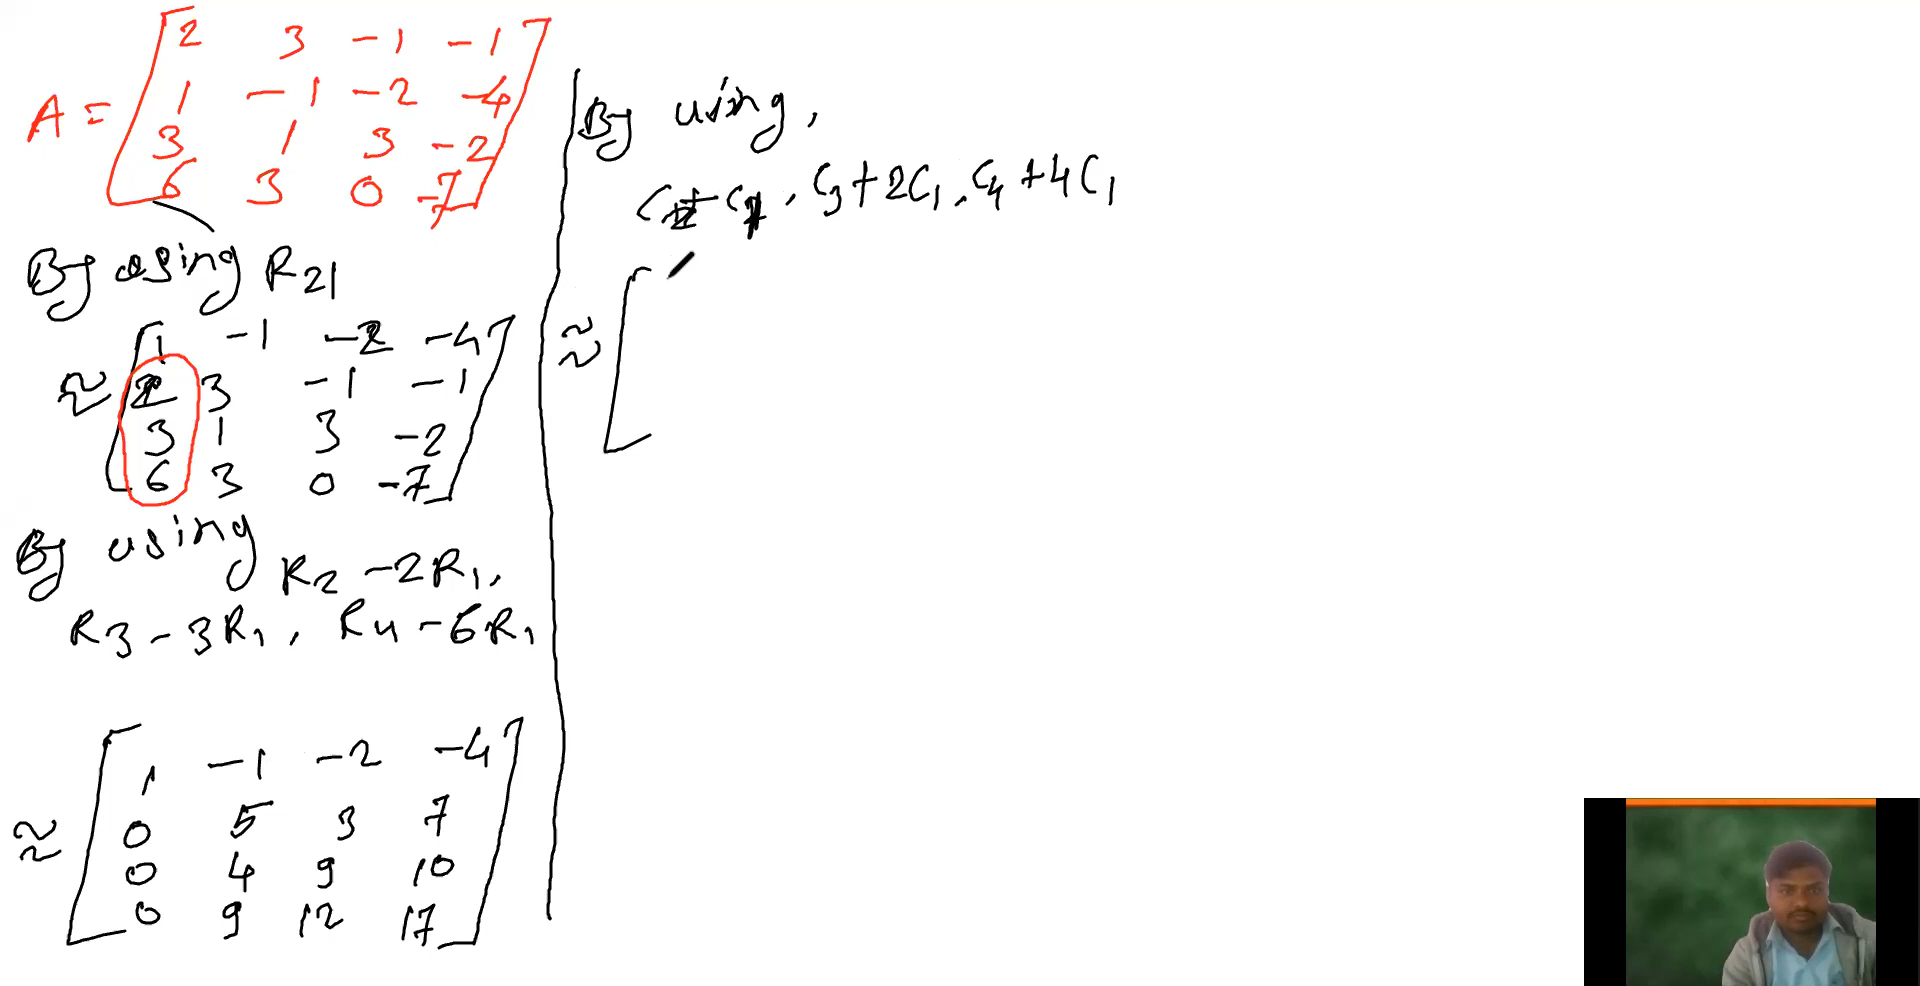 A = [ 2 3 -1 -1
1 -1 -2 -4
3 1 3 -2
6 3 0 -7 ]
By using R21
≈ [ 1 -1 -2 -4
2 3 -1 -1
3 1 3 -2
6 3 0 -7 ]
By using
R2 -2R1,
R3 - 3R1, R4 - 6R1
≈ [ 1 -1 -2 -4
0 5 3 7
0 4 9 10
0 9 12 17 ]
By using,
C2 + C1, C3 + 2C1, C4 + 4C1
≈ [